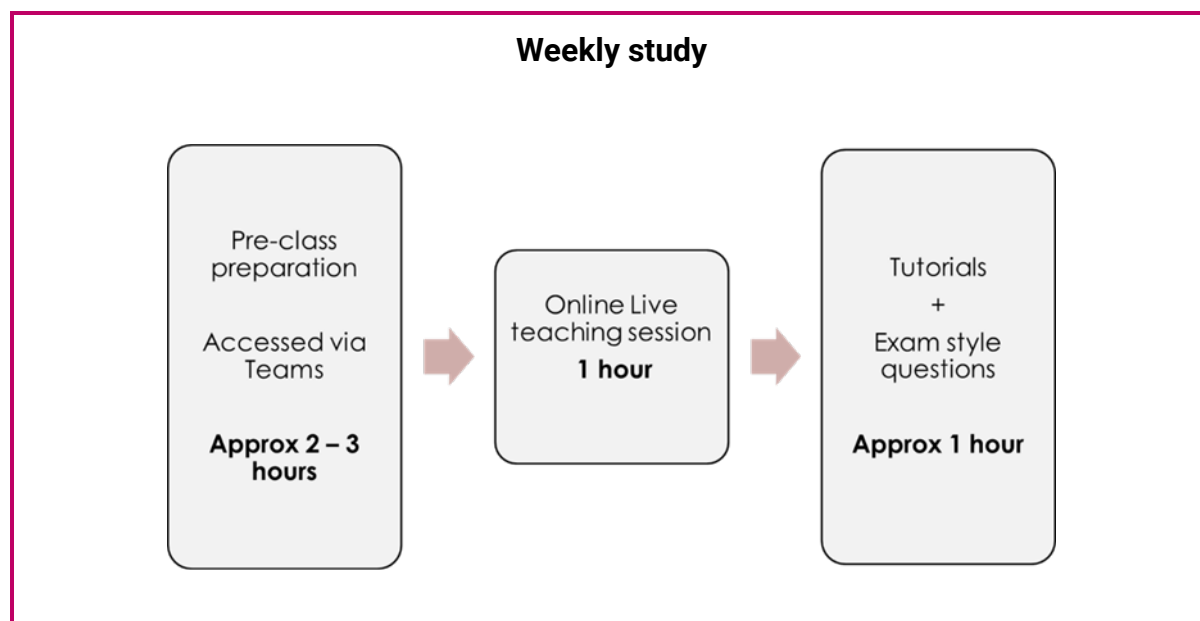 Weekly study
Pre-class
preparation
Accessed via
Teams
Approx 2 – 3
hours
Online Live
teaching session
1 hour
Tutorials
+
Exam style
questions
Approx 1 hour